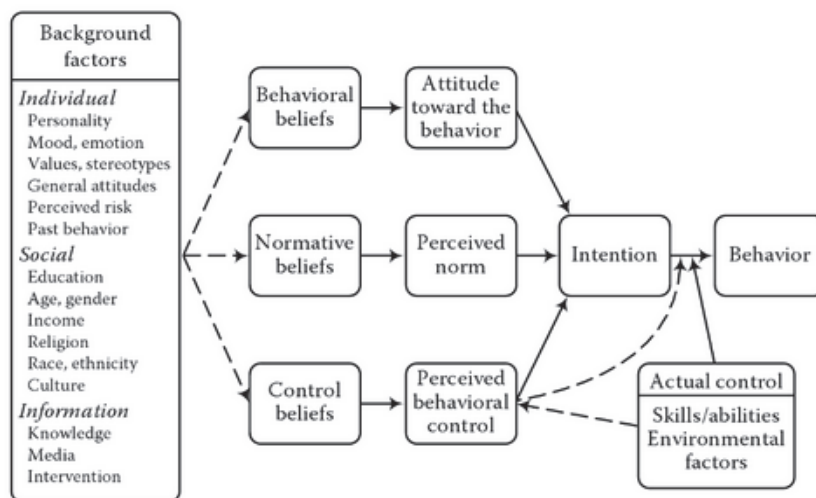 Background
factors
Individual
Personality
Mood, emotion
Values, stereotypes
General attitudes
Perceived risk
Past behavior
Social
Education
Age, gender
Income
Religion
Race, ethnicity
Culture
Information
Knowledge
Media
Intervention
Behavioral
beliefs
Attitude
toward the
behavior
Normative
beliefs
Perceived
norm
Intention
Behavior
Control
beliefs
Perceived
behavioral
control
Actual control
Skills/abilities
Environmental
factors